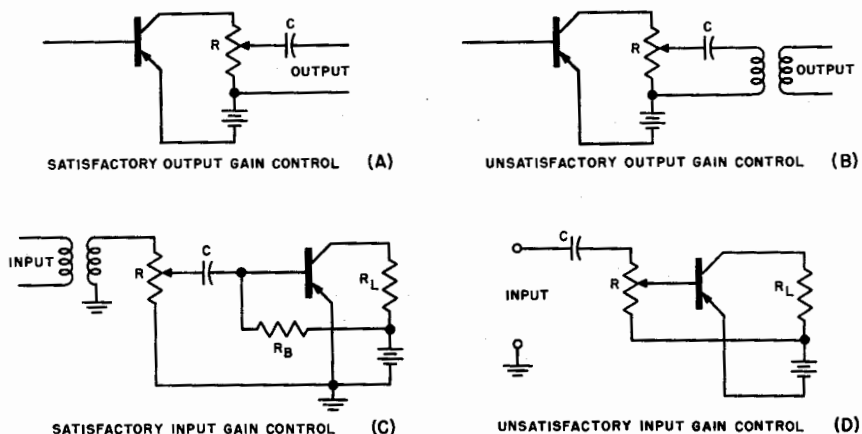 C
R
OUTPUT
SATISFACTORY OUTPUT GAIN CONTROL (A)
C
R
OUTPUT
UNSATISFACTORY OUTPUT GAIN CONTROL (B)
INPUT
R
C
RL
RB
SATISFACTORY INPUT GAIN CONTROL (C)
C
INPUT
R
RL
UNSATISFACTORY INPUT GAIN CONTROL (D)